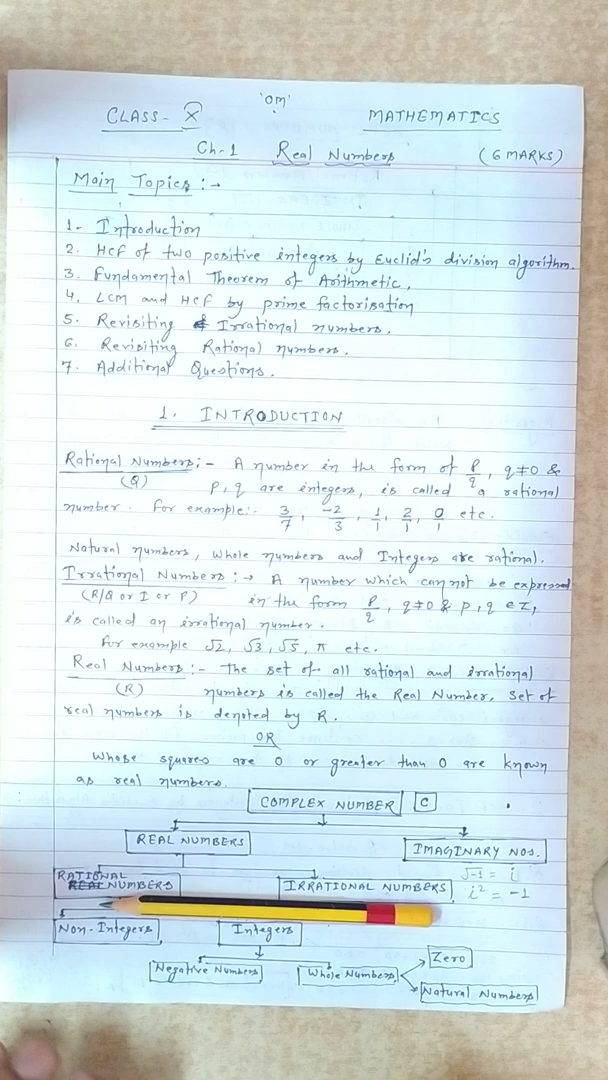 'OM'
CLASS- X MATHEMATICS
Ch-1 Real Numbers (6 MARKS)
Main Topics :→
1. Introduction
2. HCF of two positive integers by Euclid's division algorithm.
3. Fundamental Theorem of Arithmetic.
4. LCM and HCF by prime factorisation
5. Revisiting Irrational numbers.
6. Revisiting Rational numbers.
7. Additional Questions.
1. INTRODUCTION
Rational Numbers:- A number in the form of p/q, q≠0 &
(Q) p,q are integers, is called a rational
number. For example:- 3/7, -2/3, 1/1, 2/1, 0/1 etc.
Natural numbers, Whole numbers and Integers are rational.
Irrational Numbers :→ A number which can not be expressed
(R/Q or I or P) in the form p/q, q≠0 & p,q ∈ Z,
is called an irrational number.
For example √2, √3, √5, π etc.
Real Numbers:- The set of all rational and irrational
(R) numbers is called the Real Number. Set of
real numbers is denoted by R.
OR
Whose squares are 0 or greater than 0 are known
as real numbers.
COMPLEX NUMBER C
REAL NUMBERS IMAGINARY NOS.
√-1 = i
RATIONAL NUMBERS IRRATIONAL NUMBERS i² = -1
Non-Integers Integers
Negative Numbers Whole Numbers Zero
Natural Numbers